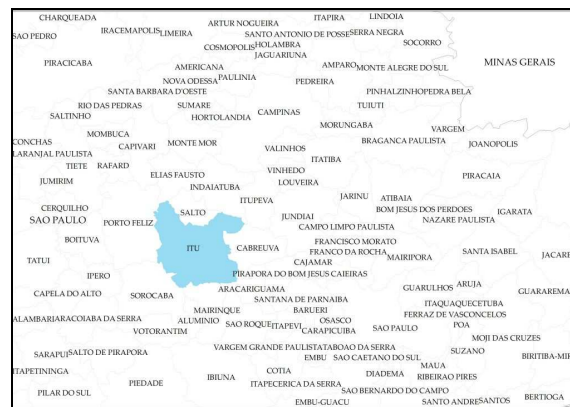 CHARQUEADA
ITAPIRA
LINDOIA
ARTUR NOGUEIRA
SAO PEDRO
IRACEMAPOLIS
LIMEIRA
SANTO ANTONIO DE POSSE
SERRA NEGRA
COSMOPOLIS
HOLAMBRA
SOCORRO
JAGUARIUNA
PIRACICABA
AMERICANA
AMPARO
MONTE ALEGRE DO SUL
MINAS GERAIS
NOVA ODESSA
PAULINIA
PEDREIRA
SANTA BARBARA D'OESTE
PINHALZINHO
PEDRA BELA
RIO DAS PEDRAS
SUMARE
TUIUTI
SALTINHO
HORTOLANDIA
CAMPINAS
MORUNGABA
VARGEM
MOMBUCA
CONCHAS
CAPIVARI
MONTE MOR
VALINHOS
BRAGANCA PAULISTA
JOANOPOLIS
LARANJAL PAULISTA
ITATIBA
TIETE
RAFARD
VINHEDO
ELIAS FAUSTO
LOUVEIRA
PIRACAIA
JUMIRIM
INDAIATUBA
ITUPEVA
JARINU
ATIBAIA
CERQUILHO
SALTO
BOM JESUS DOS PERDOES
IGARATA
SAO PAULO
PORTO FELIZ
JUNDIAI
NAZARE PAULISTA
CAMPO LIMPO PAULISTA
BOITUVA
ITU
CABREUVA
FRANCISCO MORATO
FRANCO DA ROCHA
SANTA ISABEL
TATUI
CAJAMAR
MAIRIPORA
JACARE
IPERO
PIRAPORA DO BOM JESUS
CAIEIRAS
ARACARIGUAMA
GUARULHOS
ARUJA
GUARAREMA
CAPELA DO ALTO
SOROCABA
SANTANA DE PARNAIBA
ITAQUAQUECETUBA
MAIRINQUE
BARUERI
FERRAZ DE VASCONCELOS
ALAMBARI
ARACOIABA DA SERRA
ALUMINIO
SAO ROQUE
ITAPEVI
OSASCO
SAO PAULO
POA
VOTORANTIM
CARAPICUIBA
MOJI DAS CRUZES
SARAPUI
SALTO DE PIRAPORA
VARGEM GRANDE PAULISTA
TABOAO DA SERRA
SUZANO
EMBU
SAO CAETANO DO SUL
BIRITIBA-MI
ITAPETININGA
COTIA
MAUA
PIEDADE
IBIUNA
DIADEMA
RIBEIRAO PIRES
PILAR DO SUL
ITAPECERICA DA SERRA
SAO BERNARDO DO CAMPO
BERTIOGA
EMBU-GUACU
SANTO ANDRE
SANTOS